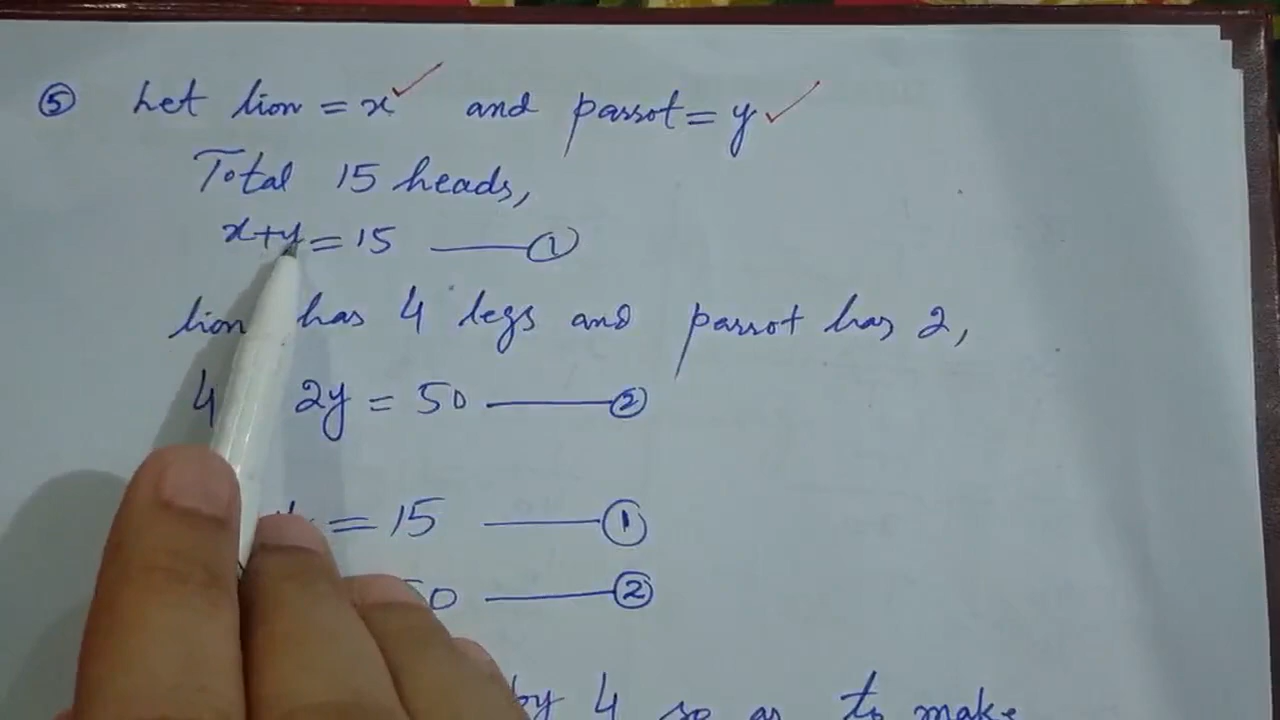 ⑤ Let lion = x ✓ and parrot = y ✓
Total 15 heads,
x+y = 15 —— ①
lion has 4 legs and parrot has 2,
4 2y = 50 —— ②
= 15 —— ①
50 —— ②
by 4 so as to make